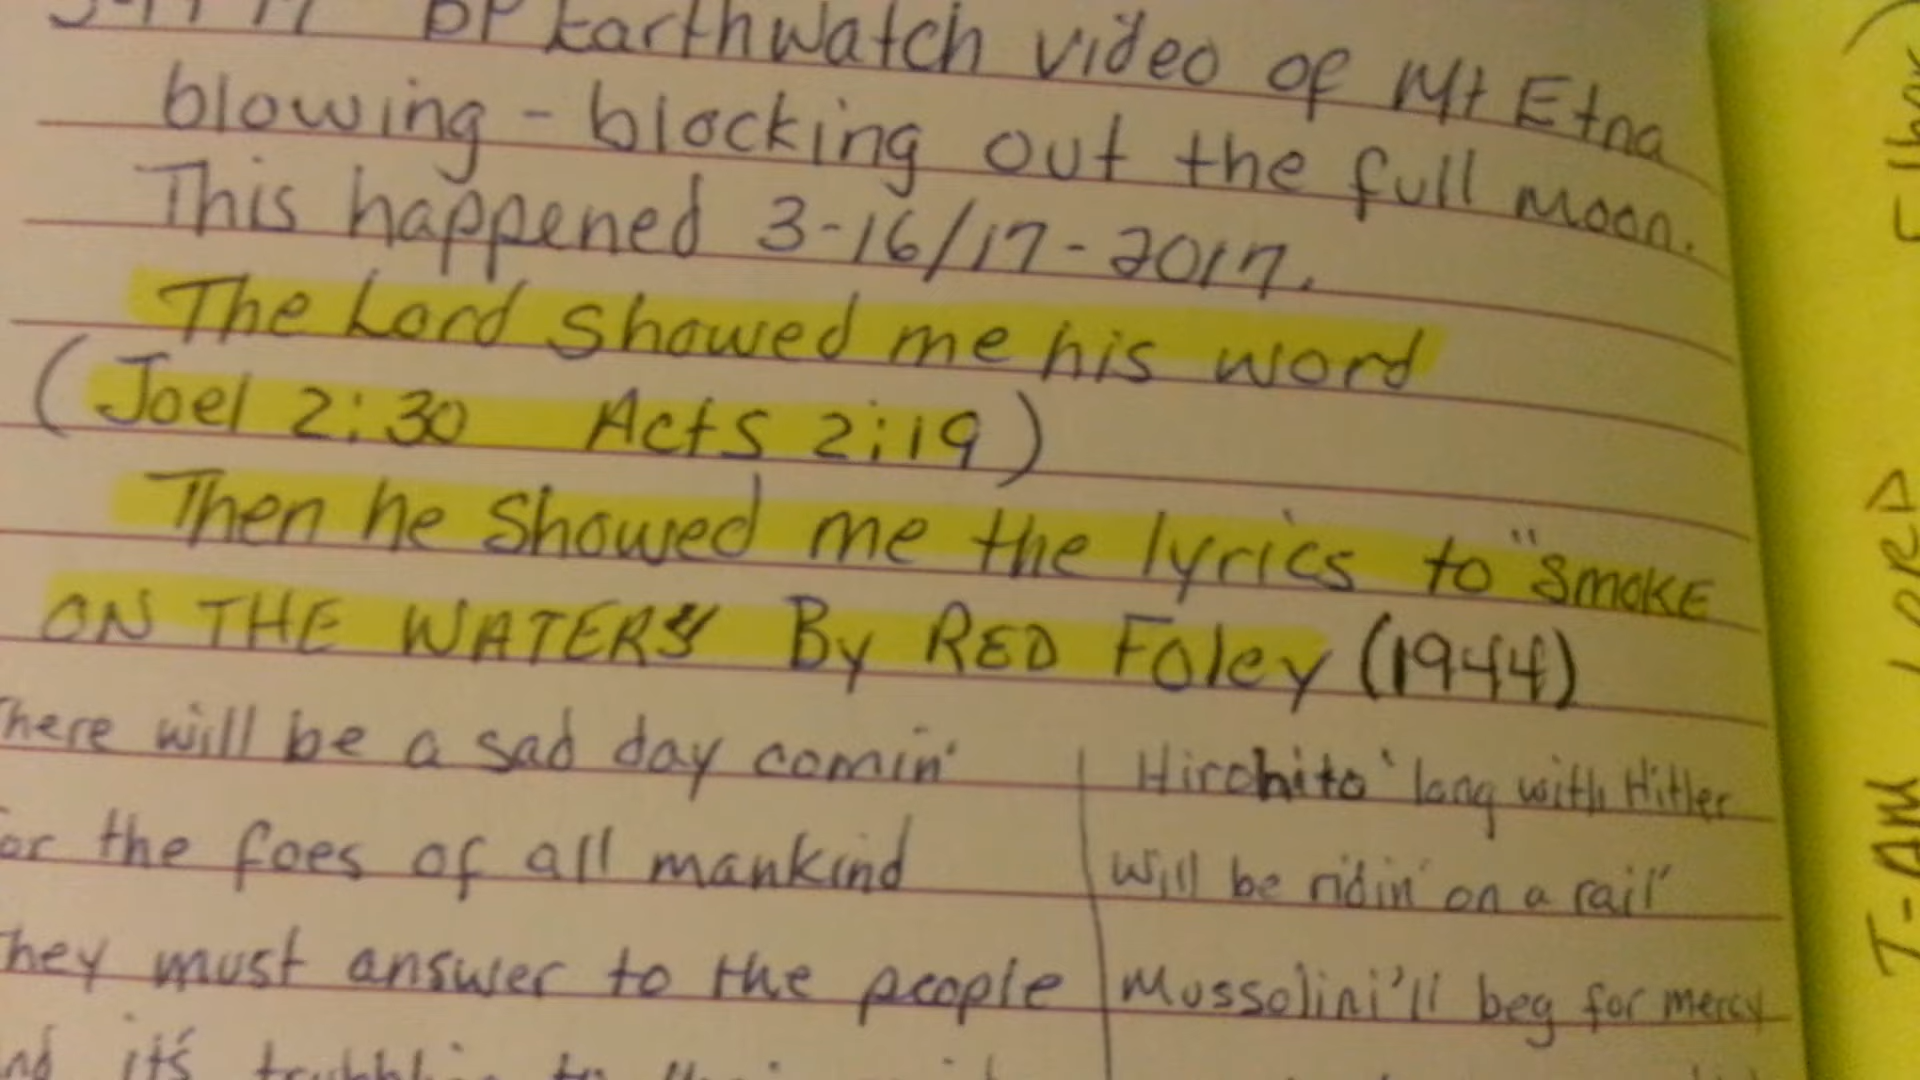 BP Earthwatch video of Mt Etna
blowing - blocking out the full moon.
This happened 3-16/17-2017.
The Lord showed me his word
(Joel 2:30 Acts 2:19)
Then he showed me the lyrics to "SMOKE
ON THE WATER" By RED Foley (1944)
here will be a sad day comin'
or the foes of all mankind
hey must answer to the people
it's
Hirohito 'long with Hitler
will be ridin' on a rail
Mussolini'll beg for mercy
I-AM LORD